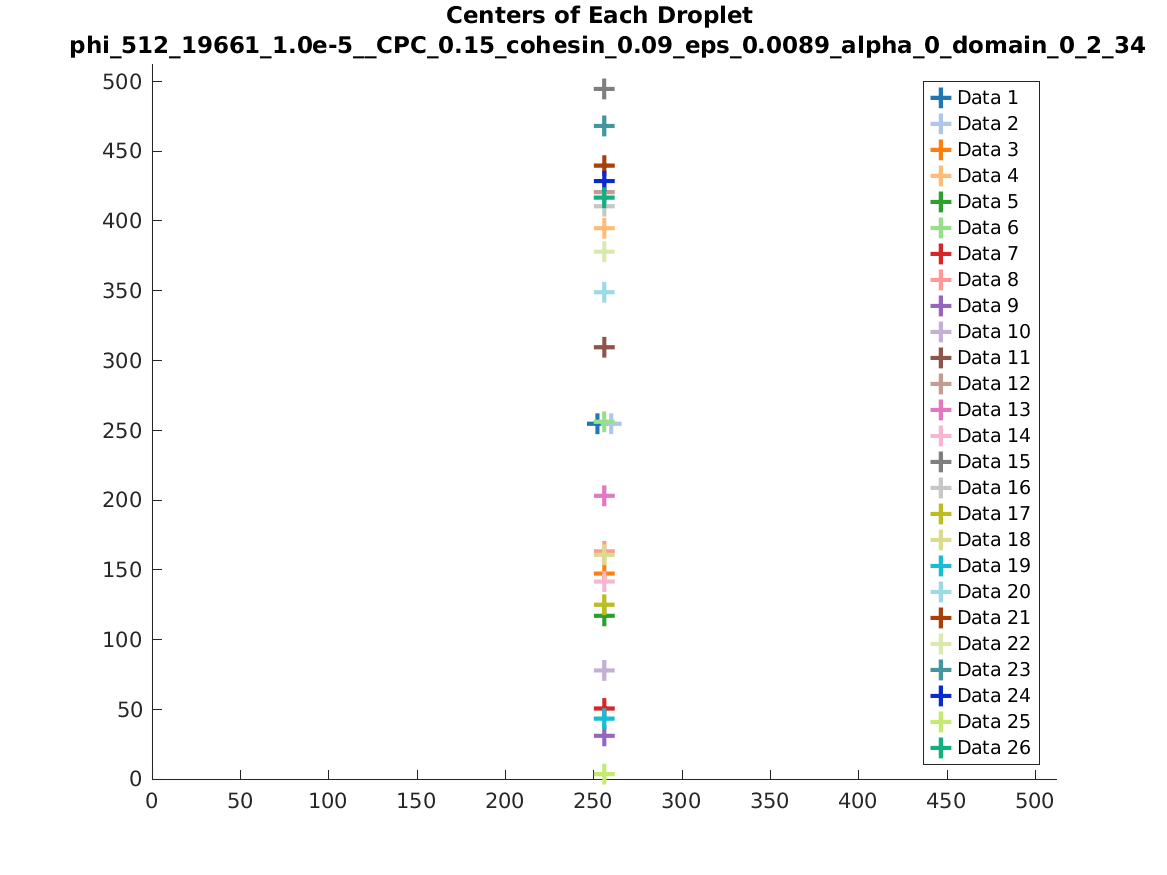 Centers of Each Droplet
phi_512_19661_1.0e-5__CPC_0.15_cohesin_0.09_eps_0.0089_alpha_0_domain_0_2_34
500
450
400
350
300
250
200
150
100
50
0
0 50 100 150 200 250 300 350 400 450 500
Data 1
Data 2
Data 3
Data 4
Data 5
Data 6
Data 7
Data 8
Data 9
Data 10
Data 11
Data 12
Data 13
Data 14
Data 15
Data 16
Data 17
Data 18
Data 19
Data 20
Data 21
Data 22
Data 23
Data 24
Data 25
Data 26